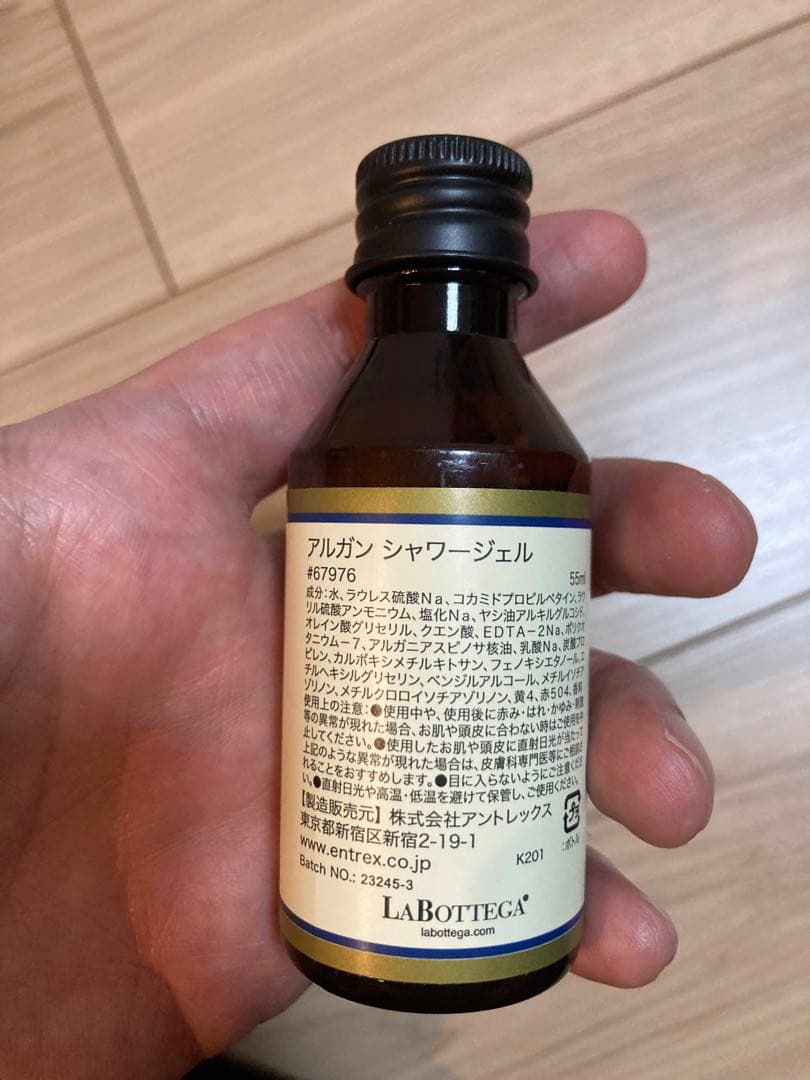 アルガン シャワージェル
#67976 55ml
成分:水、ラウレス硫酸Na、コカミドプロピルベタイン、ラウ
リル硫酸アンモニウム、塩化Na、ヤシ油アルキルグルコシド、
オレイン酸グリセリル、クエン酸、EDTA-2Na、ポリクオ
タニウム-7、アルガニアスピノサ核油、乳酸Na、炭酸プロ
ピレン、カルボキシメチルキトサン、フェノキシエタノール、エ
チルヘキシルグリセリン、ベンジルアルコール、メチルイソチア
ゾリノン、メチルクロロイソチアゾリノン、黄4、赤504、香料
使用上の注意:●使用中や、使用後に赤み・はれ・かゆみ・刺激
等の異常が現れた場合、お肌や頭皮に合わない時はご使用を中
止してください。●使用したお肌や頭皮に直射日光が当たって
上記のような異常が現れた場合は、皮膚科専門医等にご相談さ
れることをおすすめします。●目に入らないようにご注意くださ
い。●直射日光や高温・低温を避けて保管し、ご使用ください。
【製造販売元】株式会社アントレックス
東京都新宿区新宿2-19-1
プラ
:ボトル
www.entrex.co.jp
K201
Batch NO.: 23245-3
LABOTTEGA
labottega.com